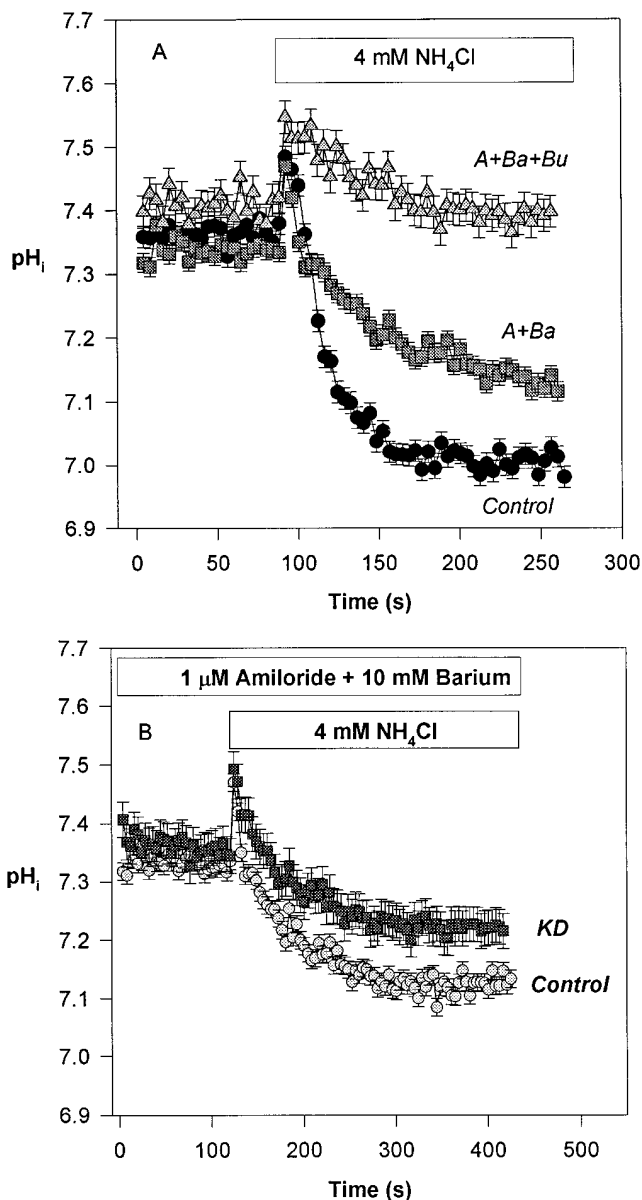 A
4 mM NH₄Cl
7.7
7.6
7.5
7.4
7.3
7.2
7.1
7.0
6.9
pHᵢ
A+Ba+Bu
A+Ba
Control
0 50 100 150 200 250 300
Time (s)
1 μM Amiloride + 10 mM Barium
B
4 mM NH₄Cl
7.7
7.6
7.5
7.4
7.3
7.2
7.1
7.0
6.9
pHᵢ
KD
Control
0 100 200 300 400 500
Time (s)